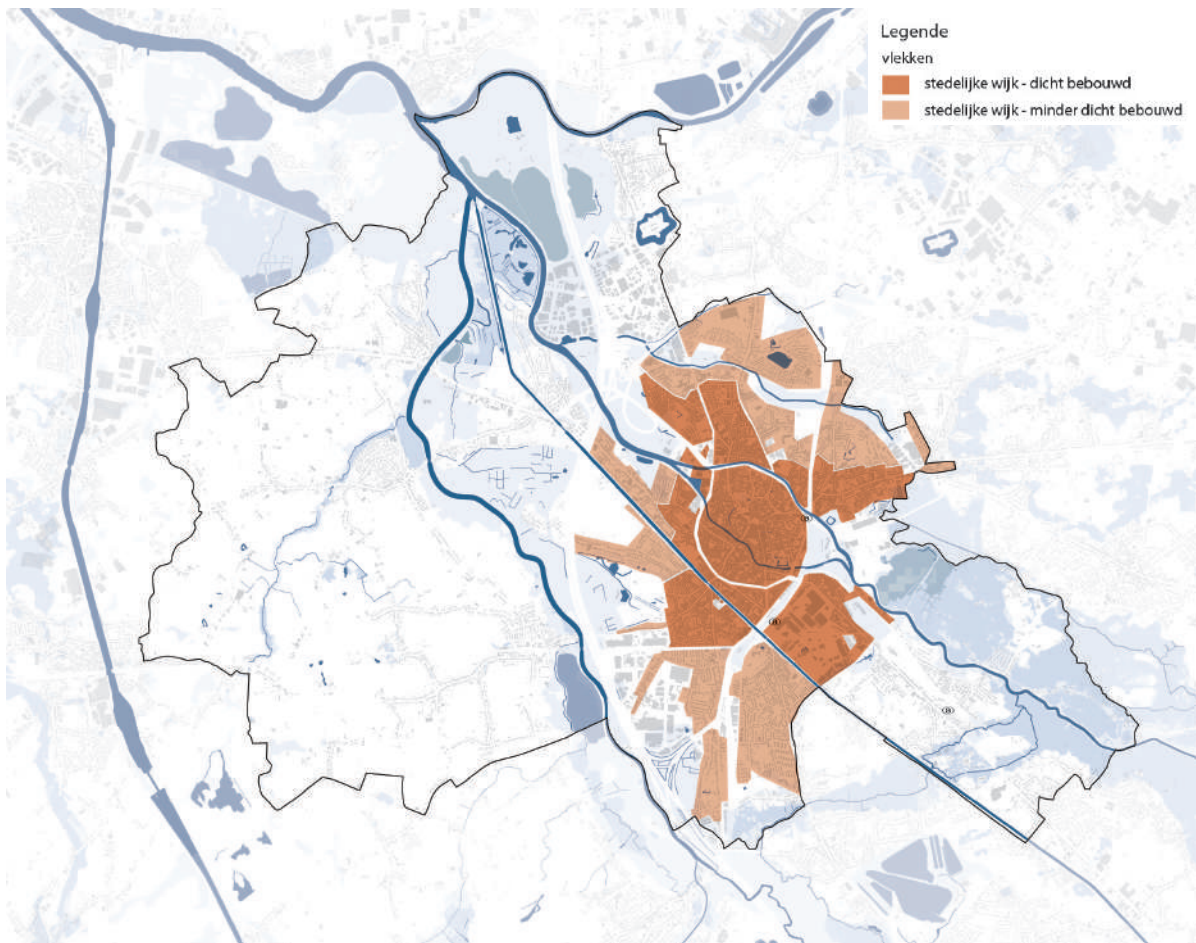 Legende
vlekken
stedelijke wijk - dicht bebouwd
stedelijke wijk - minder dicht bebouwd